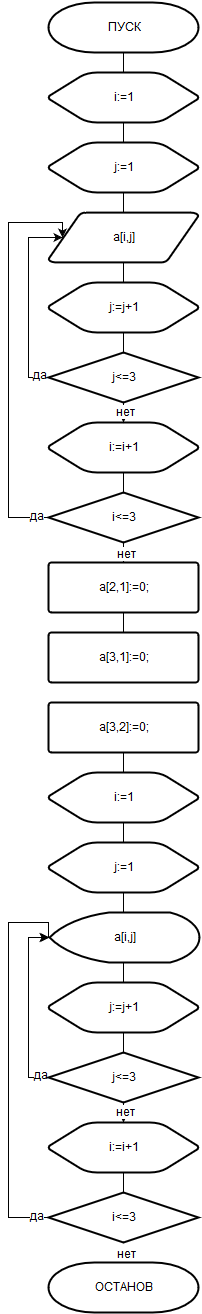 ПУСК
i:=1
j:=1
a[i,j]
j:=j+1
j<=3
да
нет
i:=i+1
i<=3
да
нет
a[2,1]:=0;
a[3,1]:=0;
a[3,2]:=0;
i:=1
j:=1
a[i,j]
j:=j+1
j<=3
да
нет
i:=i+1
i<=3
да
нет
ОСТАНОВ